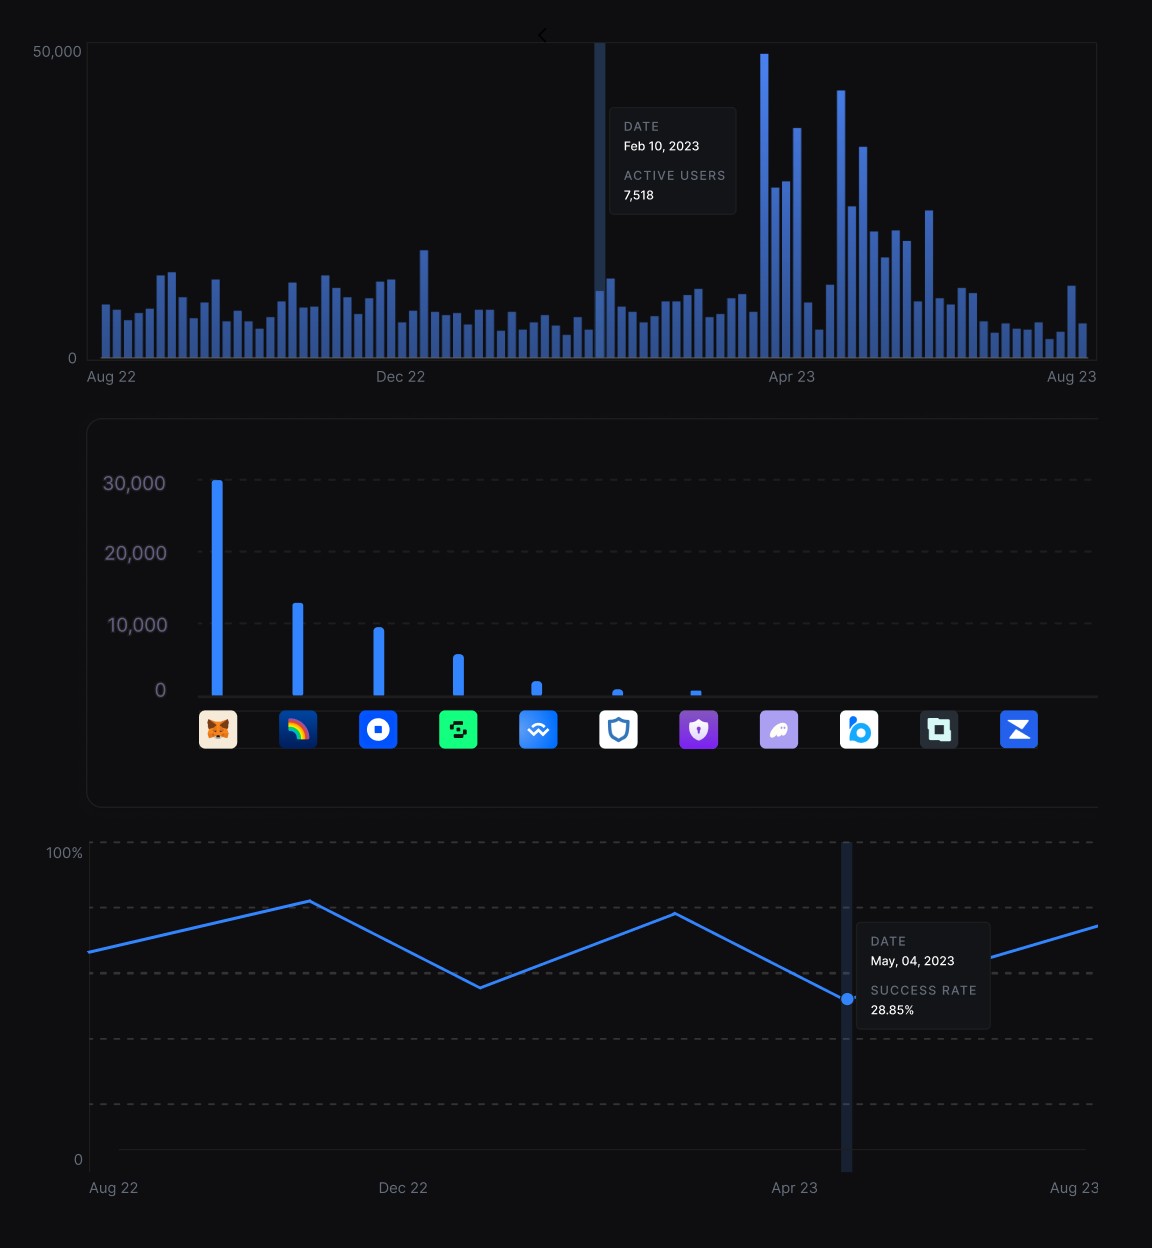 50,000
DATE
Feb 10, 2023
ACTIVE USERS
7,518
0
Aug 22 Dec 22 Apr 23 Aug 23
30,000
20,000
10,000
0
100%
DATE
May, 04, 2023
SUCCESS RATE
28.85%
0
Aug 22 Dec 22 Apr 23 Aug 23